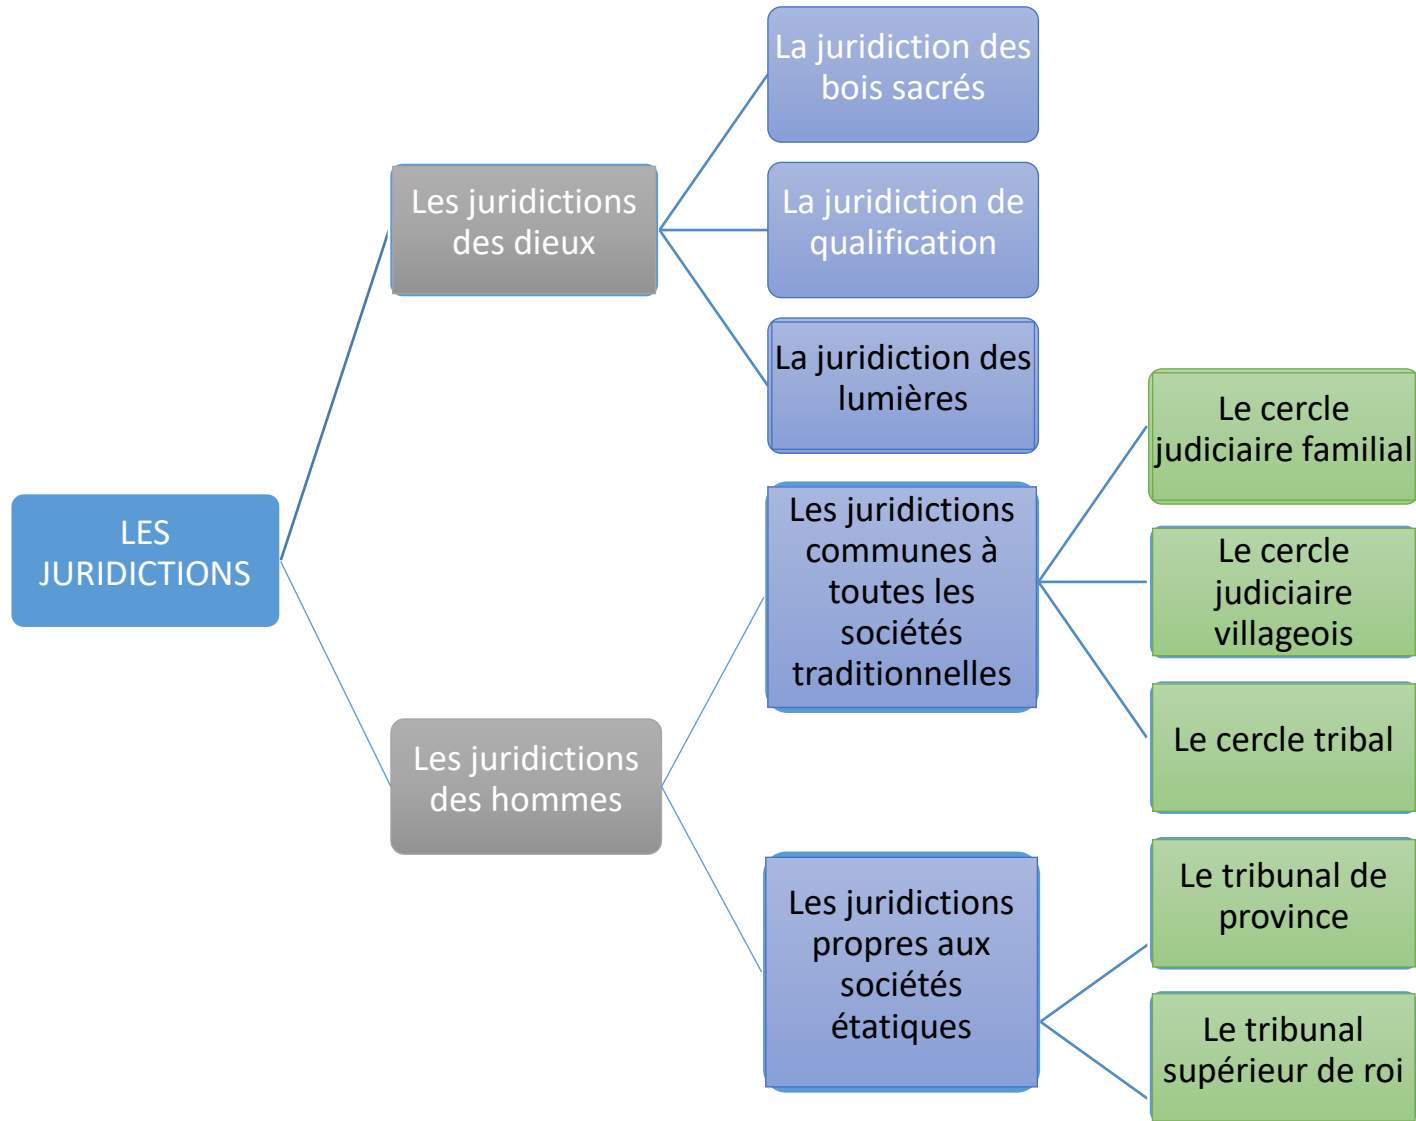 LES
JURIDICTIONS
Les juridictions
des dieux
La juridiction des
bois sacrés
La juridiction de
qualification
La juridiction des
lumières
Les juridictions
des hommes
Les juridictions
communes à
toutes les
sociétés
traditionnelles
Le cercle
judiciaire familial
Le cercle
judiciaire
villageois
Le cercle tribal
Les juridictions
propres aux
sociétés
étatiques
Le tribunal de
province
Le tribunal
supérieur de roi